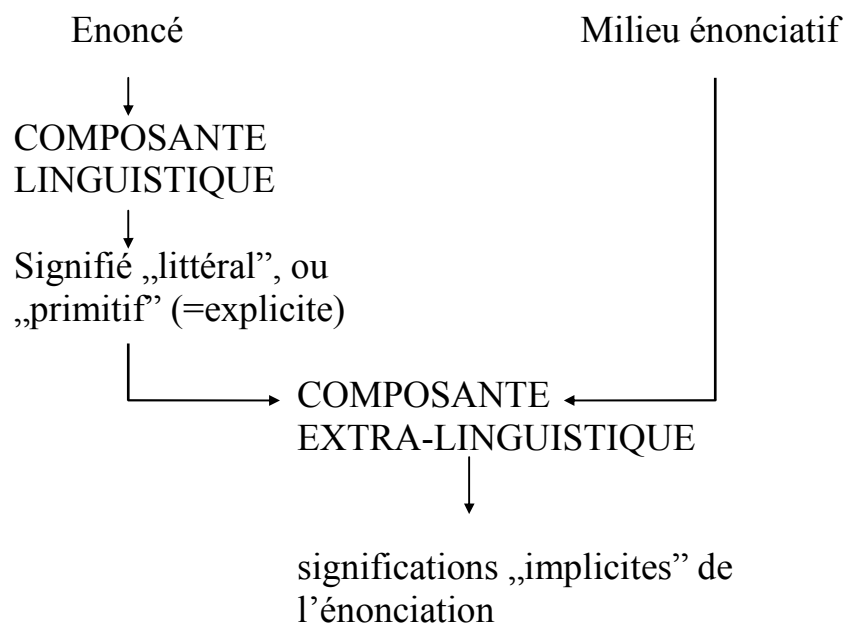 Enoncé
Milieu énonciatif
COMPOSANTE
LINGUISTIQUE
Signifié „littéral”, ou
„primitif” (=explicite)
COMPOSANTE
EXTRA-LINGUISTIQUE
significations „implicites” de
l’énonciation